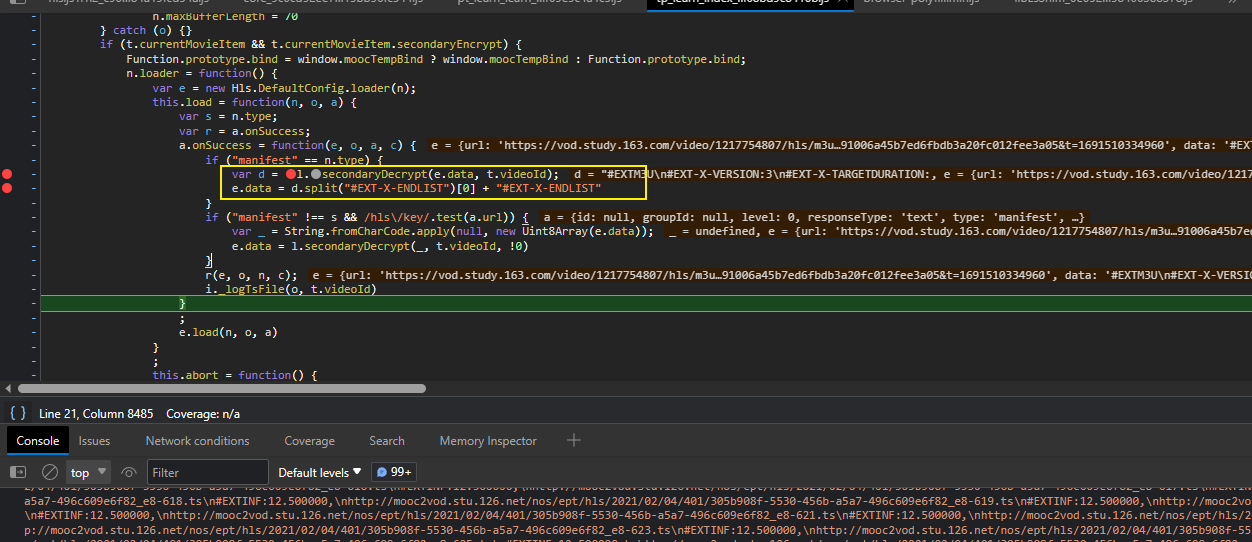 n.maxBufferLength = 70
} catch (o) {}
if (t.currentMovieItem && t.currentMovieItem.secondaryEncrypt) {
Function.prototype.bind = window.moocTempBind ? window.moocTempBind : Function.prototype.bind;
n.loader = function() {
var e = new Hls.DefaultConfig.loader(n);
this.load = function(n, o, a) {
var s = n.type;
var r = a.onSuccess;
a.onSuccess = function(e, o, a, c) { e = {url: 'https://vod.study.163.com/video/1217754807/hls/m3u…91006a45b7ed6fbdb3a20fc012fee3a05&t=1691510334960', data: '#EXT
if ("manifest" == n.type) {
var d = l.secondaryDecrypt(e.data, t.videoId); d = "#EXTM3U\n#EXT-X-VERSION:3\n#EXT-X-TARGETDURATION:, e = {url: 'https://vod.study.163
e.data = d.split("#EXT-X-ENDLIST")[0] + "#EXT-X-ENDLIST"
}
if ("manifest" !== s && /hls\/key/.test(a.url)) { a = {id: null, groupId: null, level: 0, responseType: 'text', type: 'manifest', …}
var _ = String.fromCharCode.apply(null, new Uint8Array(e.data)); _ = undefined, e = {url: 'https://vod.study.163.com/video/1217754807/hl
e.data = l.secondaryDecrypt(_, t.videoId, !0)
}
r(e, o, n, c); e = {url: 'https://vod.study.163.com/video/1217754807/hls/m3u…91006a45b7ed6fbdb3a20fc012fee3a05&t=1691510334960', data: '#EXTM3U\n#EXT-X-VERSION
i._logTsFile(o, t.videoId)
}
;
e.load(n, o, a)
}
;
this.abort = function() {
{ } Line 21, Column 8485 Coverage: n/a
Console Issues Network conditions Coverage Search Memory Inspector
top Filter Default levels 99+
a5a7-496c609e6f82_e8-618.ts\n#EXTINF:12.500000,\nhttp://mooc2vod.stu.126.net/nos/ept/hls/2021/02/04/401/305b908f-5530-456b-a5a7-496c609e6f82_e8-619.ts\n#EXTINF:12.500000,\nhttp://mooc2
\n#EXTINF:12.500000,\nhttp://mooc2vod.stu.126.net/nos/ept/hls/2021/02/04/401/305b908f-5530-456b-a5a7-496c609e6f82_e8-621.ts\n#EXTINF:12.500000,\nhttp://mooc2vod.stu.126.net/nos/ept/hls/2
p://mooc2vod.stu.126.net/nos/ept/hls/2021/02/04/401/305b908f-5530-456b-a5a7-496c609e6f82_e8-623.ts\n#EXTINF:12.500000,\nhttp://mooc2vod.stu.126.net/nos/ept/hls/2021/02/04/401/305b908f-5